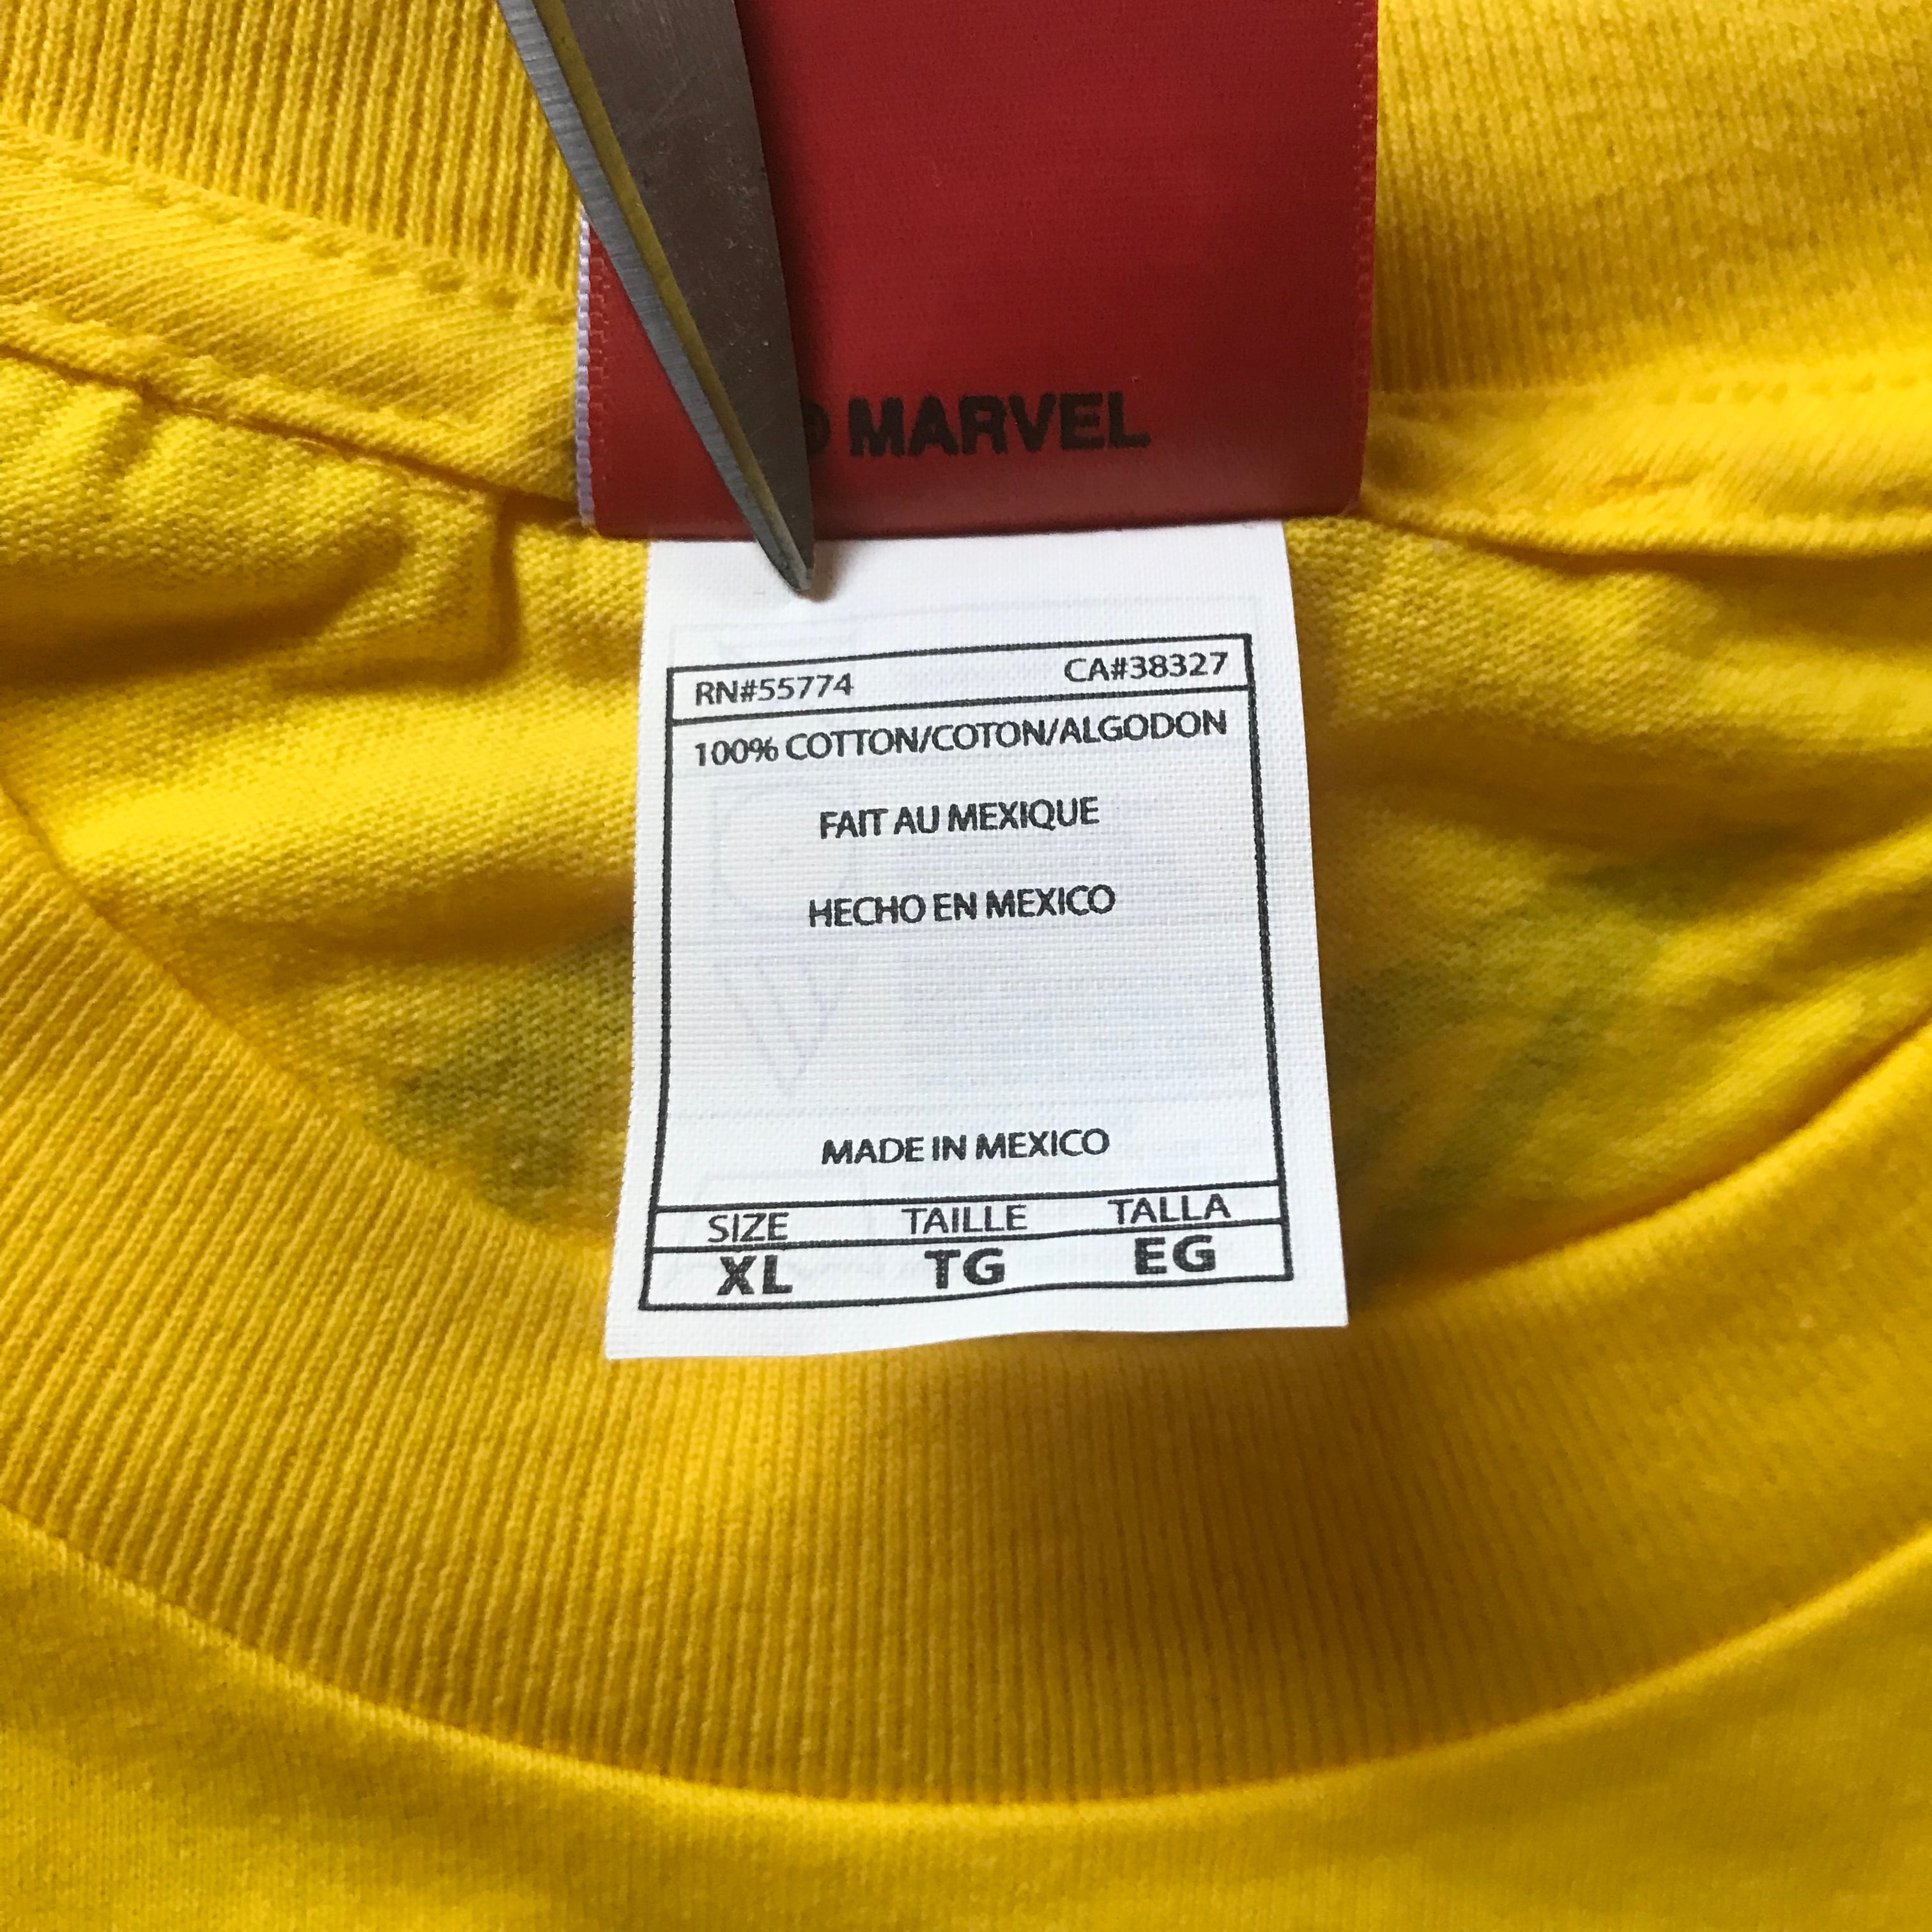 © MARVEL
RN#55774 CA#38327
100% COTTON/COTON/ALGODON
FAIT AU MEXIQUE
HECHO EN MEXICO
MADE IN MEXICO
SIZE TAILLE TALLA
XL TG EG